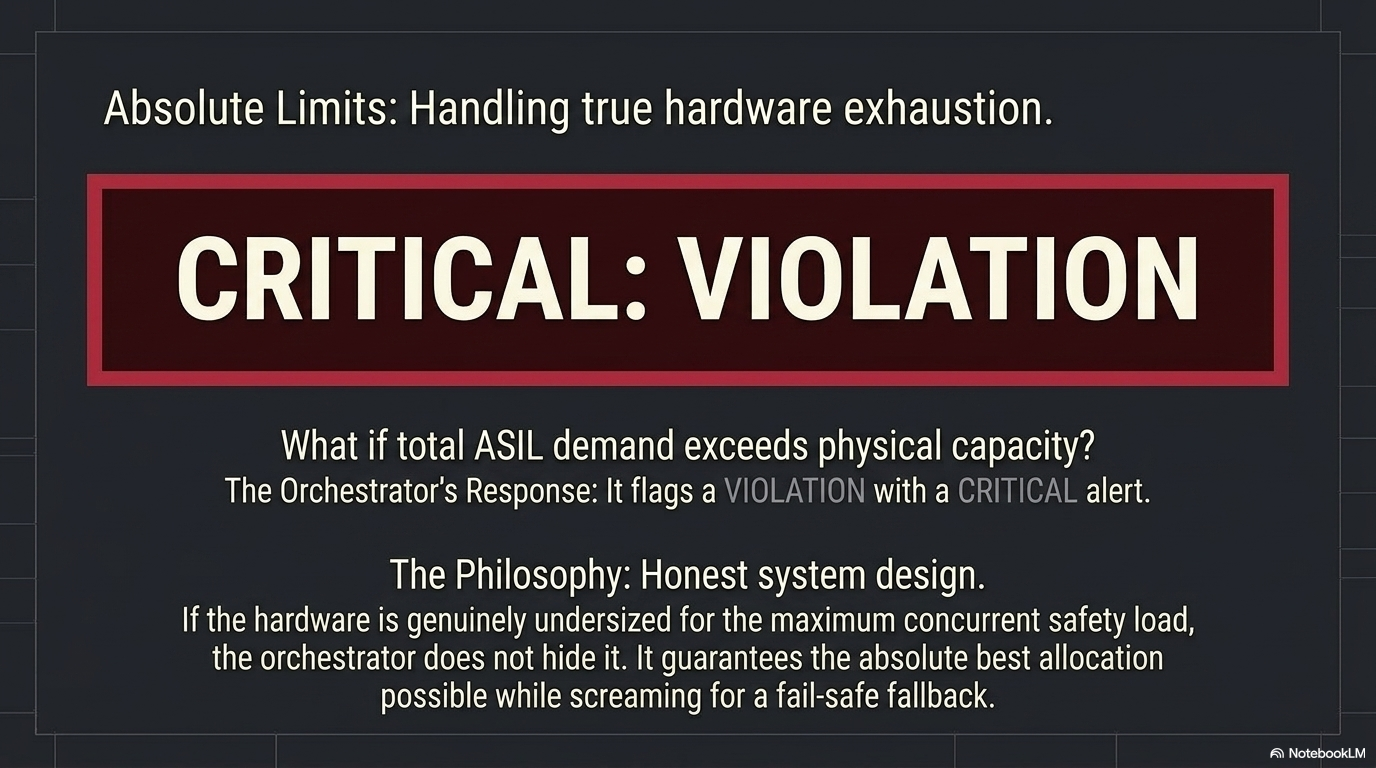 Absolute Limits: Handling true hardware exhaustion.
CRITICAL: VIOLATION
What if total ASIL demand exceeds physical capacity?
The Orchestrator's Response: It flags a VIOLATION with a CRITICAL alert.
The Philosophy: Honest system design.
If the hardware is genuinely undersized for the maximum concurrent safety load,
the orchestrator does not hide it. It guarantees the absolute best allocation
possible while screaming for a fail-safe fallback.
NotebookLM